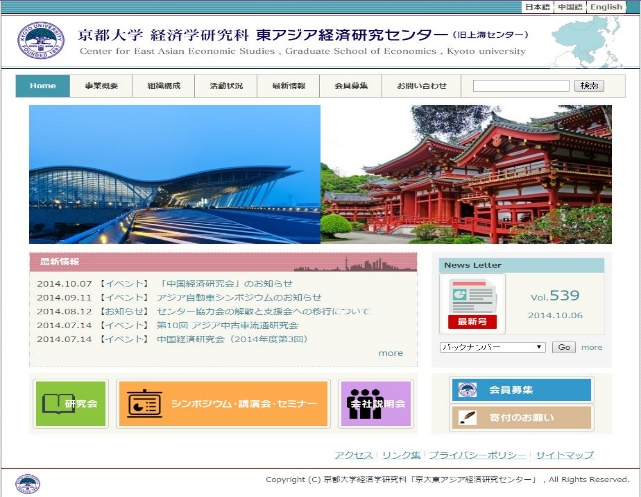 日本語 中国語 English
京都大学 経済学研究科 東アジア経済研究センター（旧上海センター）
Center for East Asian Economic Studies , Graduate School of Economics , Kyoto university
Home 事業概要 組織構成 活動状況 最新情報 会員募集 お問い合わせ 検索
最新情報
2014.10.07 【イベント】 「中国経済研究会」のお知らせ
2014.09.11 【イベント】 アジア自動車シンポジウムのお知らせ
2014.08.12 【お知らせ】 センター協力会の解散と支援会への移行について
2014.07.14 【イベント】 第10回 アジア中古車流通研究会
2014.07.14 【イベント】 中国経済研究会（2014年度第3回）
more
News Letter
最新号
Vol.539
2014.10.06
バックナンバー Go more
研究会
シンポジウム・講演会・セミナー
会社説明会
会員募集
寄付のお願い
アクセス リンク集 プライバシーポリシー サイトマップ
Copyright (C) 京都大学経済学研究科「京大東アジア経済研究センター」 , All Rights Reserved.